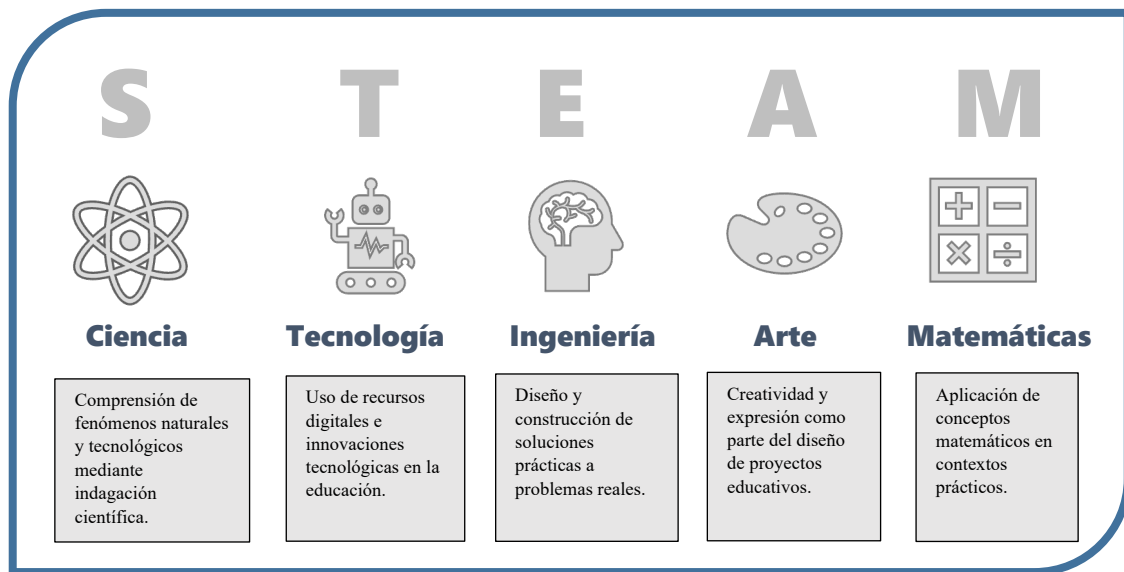 S T E A M
Ciencia
Tecnología
Ingeniería
Arte
Matemáticas
Comprensión de
fenómenos naturales
y tecnológicos
mediante
indagación
científica.
Uso de recursos
digitales e
innovaciones
tecnológicas en la
educación.
Diseño y
construcción de
soluciones
prácticas a
problemas reales.
Creatividad y
expresión como
parte del diseño
de proyectos
educativos.
Aplicación de
conceptos
matemáticos en
contextos
prácticos.